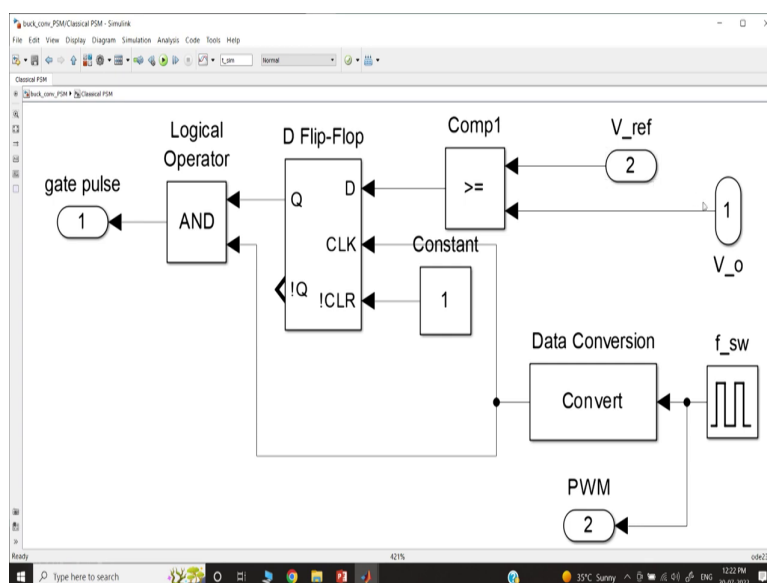 buck_conv_PSM/Classical PSM - Simulink
File Edit View Display Diagram Simulation Analysis Code Tools Help
t_sim Normal
Classical PSM
buck_conv_PSM Classical PSM
Logical
Operator
D Flip-Flop
Comp1
V_ref
gate pulse
1
AND
Q
D
CLK
!Q
!CLR
>=
2
1
V_o
Constant
1
Data Conversion
Convert
f_sw
PWM
2
Ready 421% ode23
Type here to search
35°C Sunny
ENG
12:22 PM